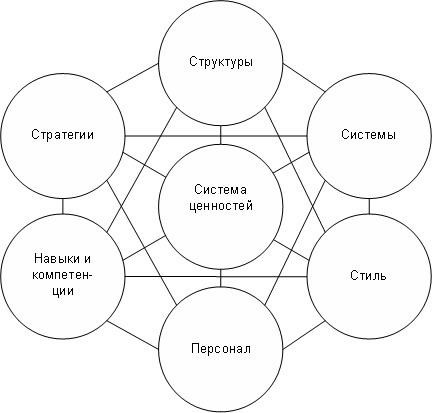 Структуры
Стратегии
Системы
Система
ценностей
Навыки и
компетен-
ции
Стиль
Персонал